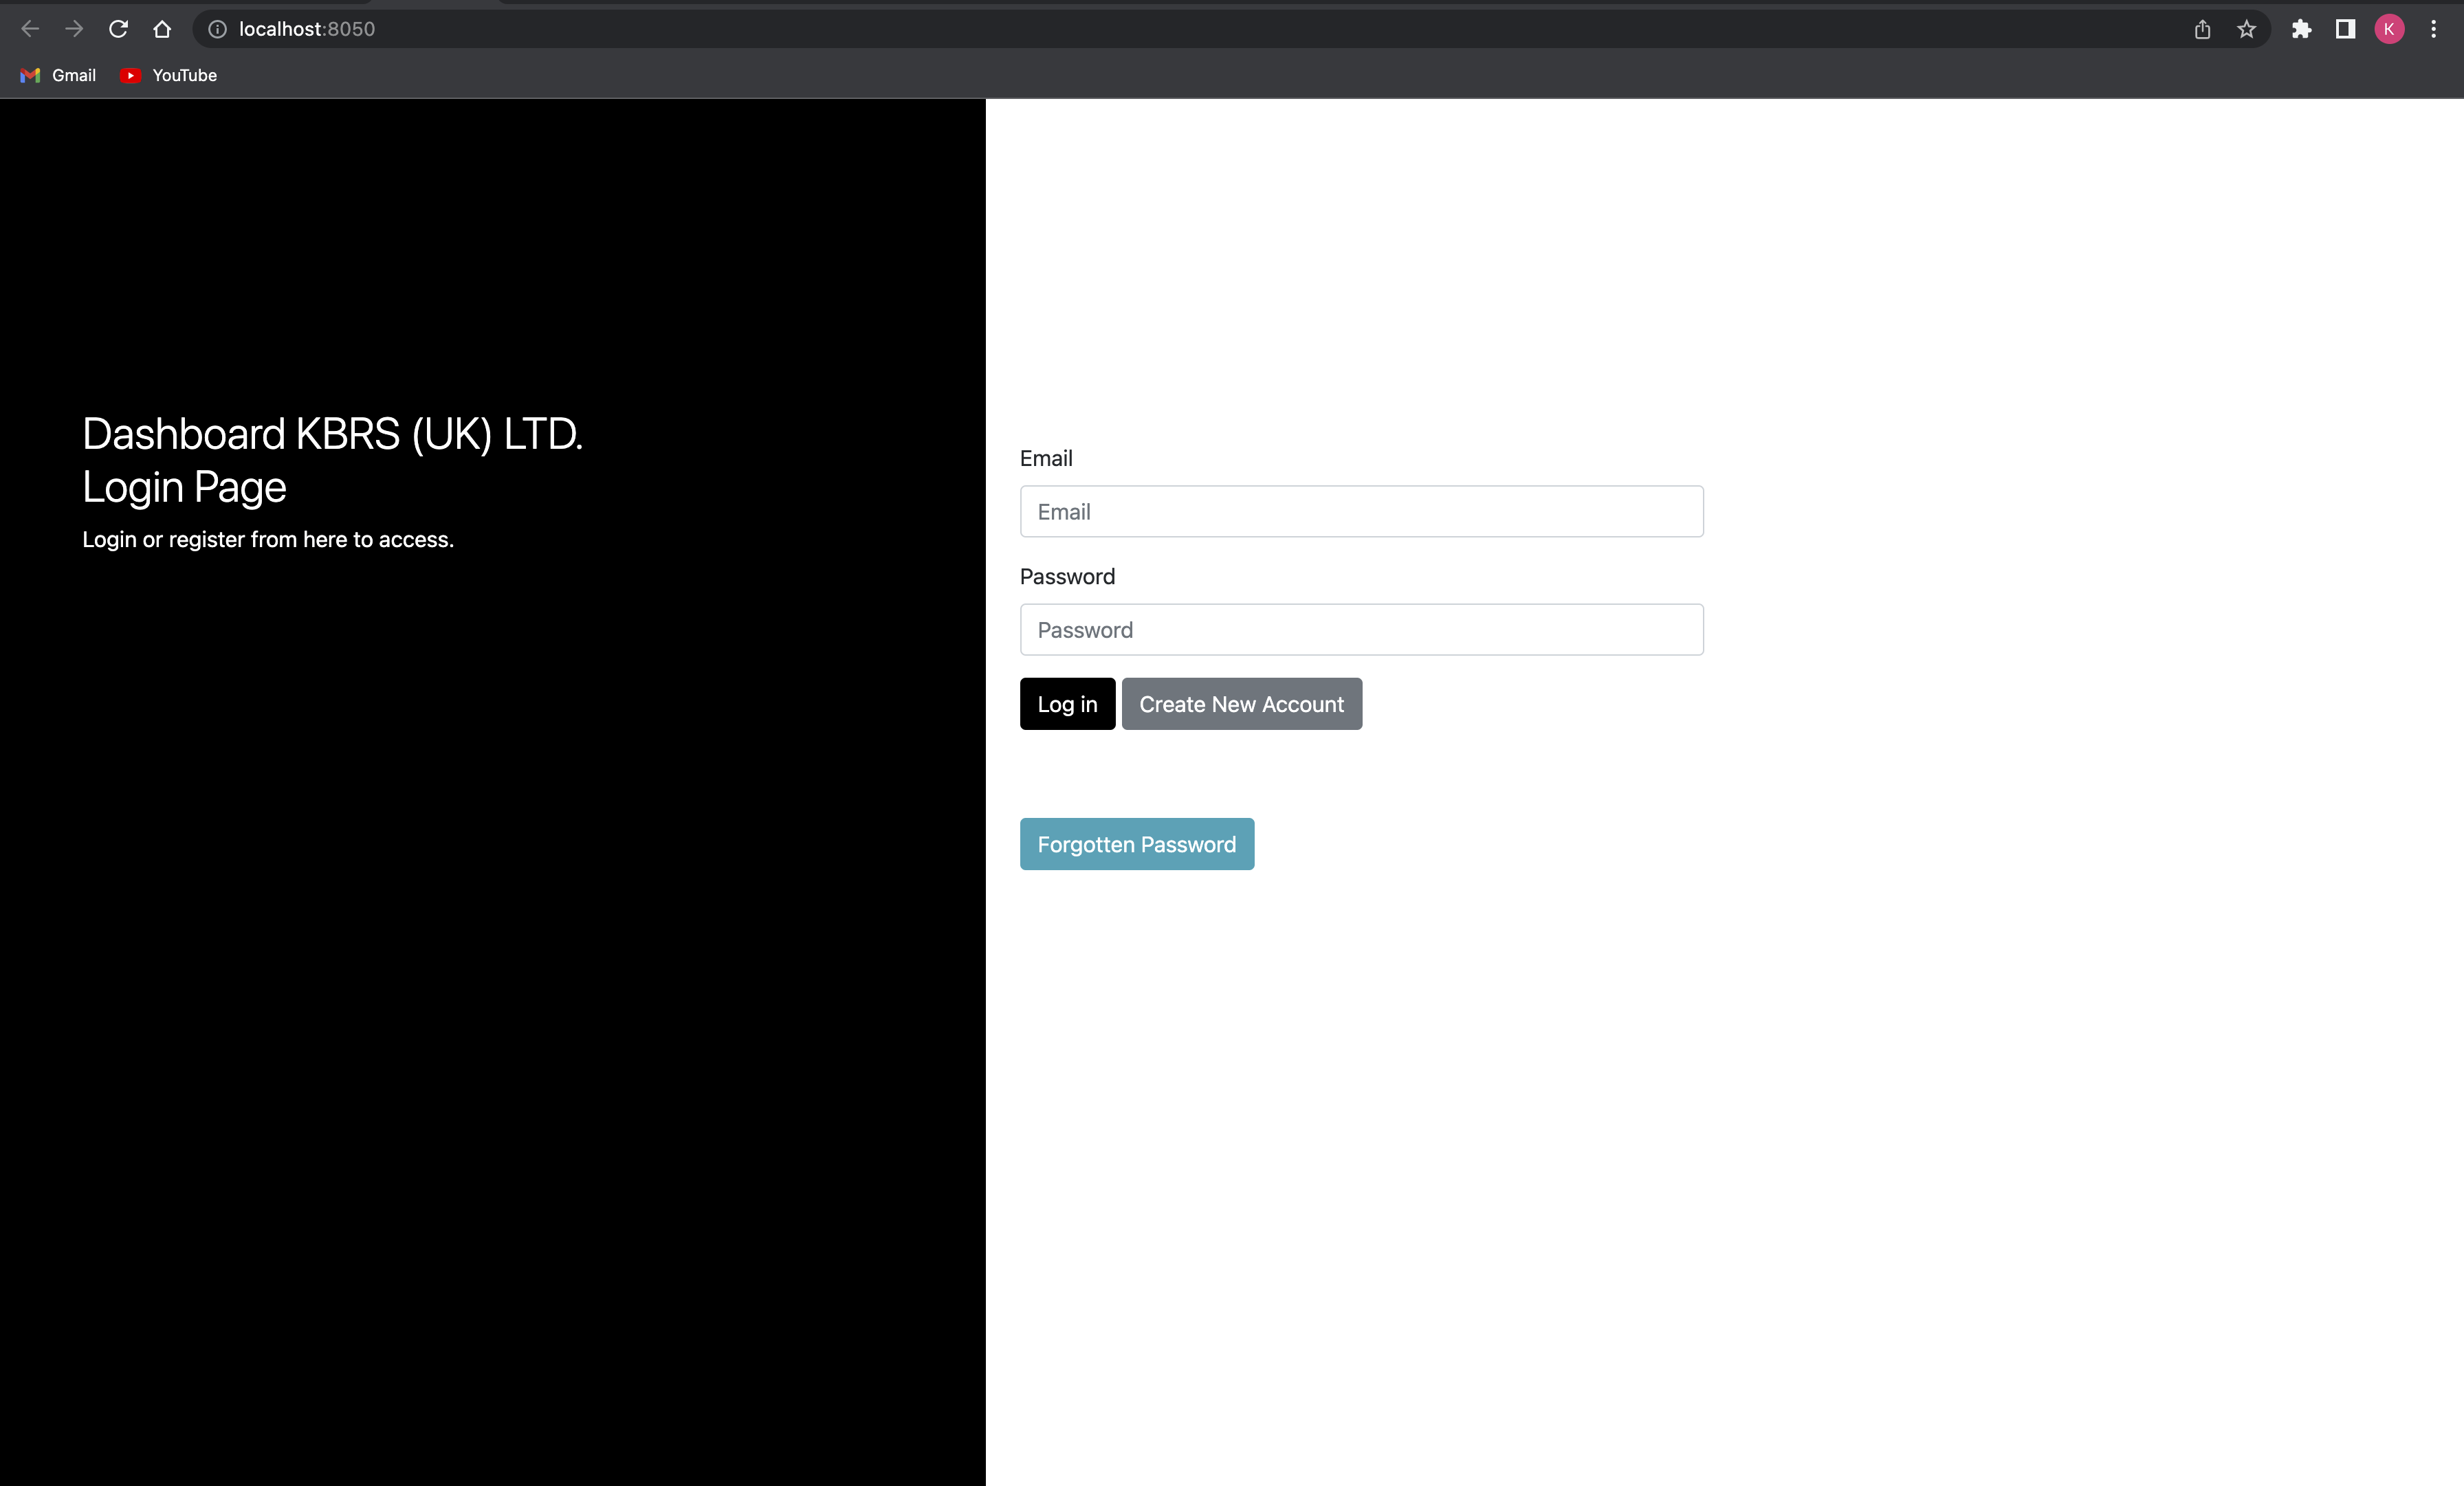 localhost:8050
K
Gmail
YouTube
Dashboard KBRS (UK) LTD.
Login Page
Login or register from here to access.
Email
Email
Password
Password
Log in
Create New Account
Forgotten Password